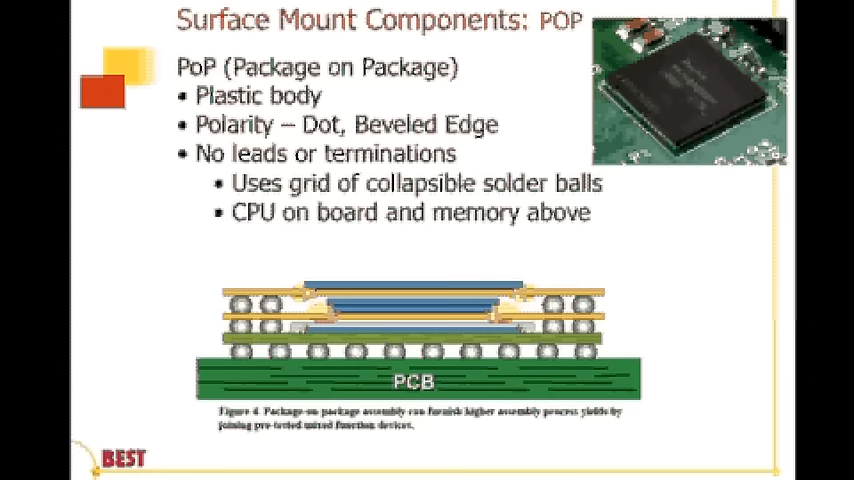 Surface Mount Components: POP
PoP (Package on Package)
• Plastic body
• Polarity – Dot, Beveled Edge
• No leads or terminations
• Uses grid of collapsible solder balls
• CPU on board and memory above
PCB
Figure 4. Package-on-package assembly can furnish higher assembly process yields by
joining pre-tested mixed function devices.
BEST